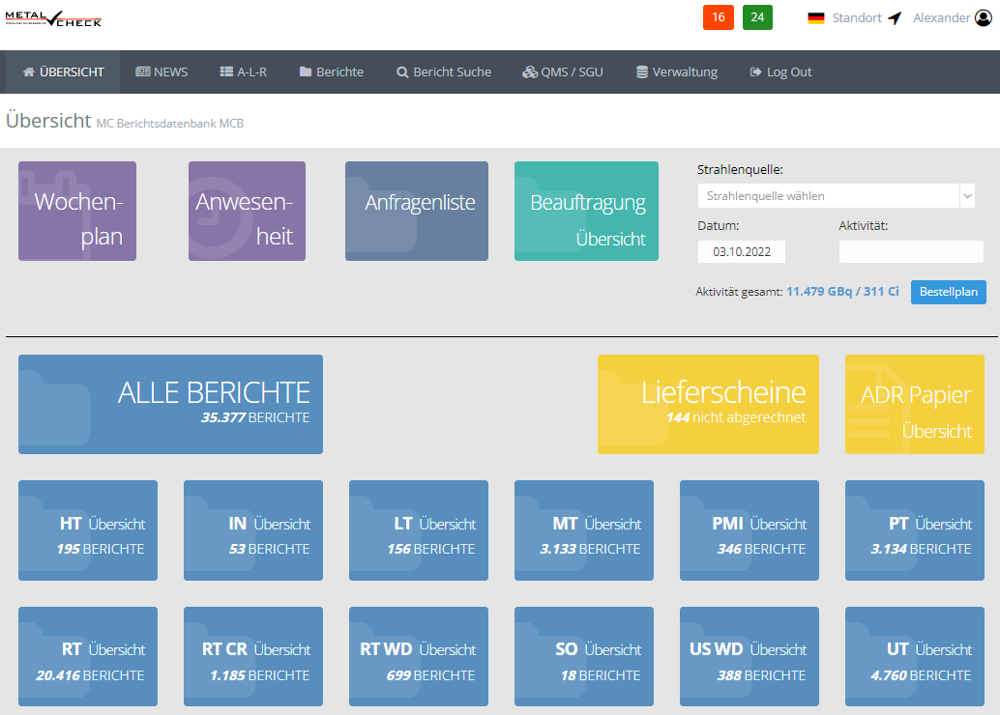 METAL CHECK
16 24 Standort Alexander
ÜBERSICHT NEWS A-L-R Berichte Bericht Suche QMS / SGU Verwaltung Log Out
Übersicht MC Berichtsdatenbank MCB
Wochen-
plan
Anwesen-
heit
Anfragenliste
Beauftragung
Übersicht
Strahlenquelle:
Strahlenquelle wählen
Datum: Aktivität:
03.10.2022
Aktivität gesamt: 11.479 GBq / 311 Ci Bestellplan
ALLE BERICHTE
35.377 BERICHTE
Lieferscheine
144 nicht abgerechnet
ADR Papier
Übersicht
HT Übersicht
195 BERICHTE
IN Übersicht
53 BERICHTE
LT Übersicht
156 BERICHTE
MT Übersicht
3.133 BERICHTE
PMI Übersicht
346 BERICHTE
PT Übersicht
3.134 BERICHTE
RT Übersicht
20.416 BERICHTE
RT CR Übersicht
1.185 BERICHTE
RT WD Übersicht
699 BERICHTE
SO Übersicht
18 BERICHTE
US WD Übersicht
388 BERICHTE
UT Übersicht
4.760 BERICHTE